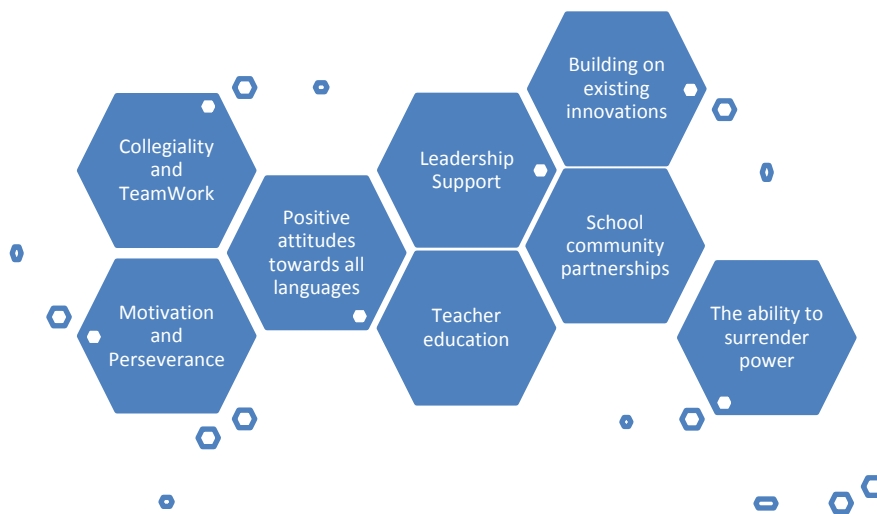 Collegiality
and
TeamWork
Motivation
and
Perseverance
Positive
attitudes
towards all
languages
Leadership
Support
Teacher
education
Building on
existing
innovations
School
community
partnerships
The ability to
surrender
power